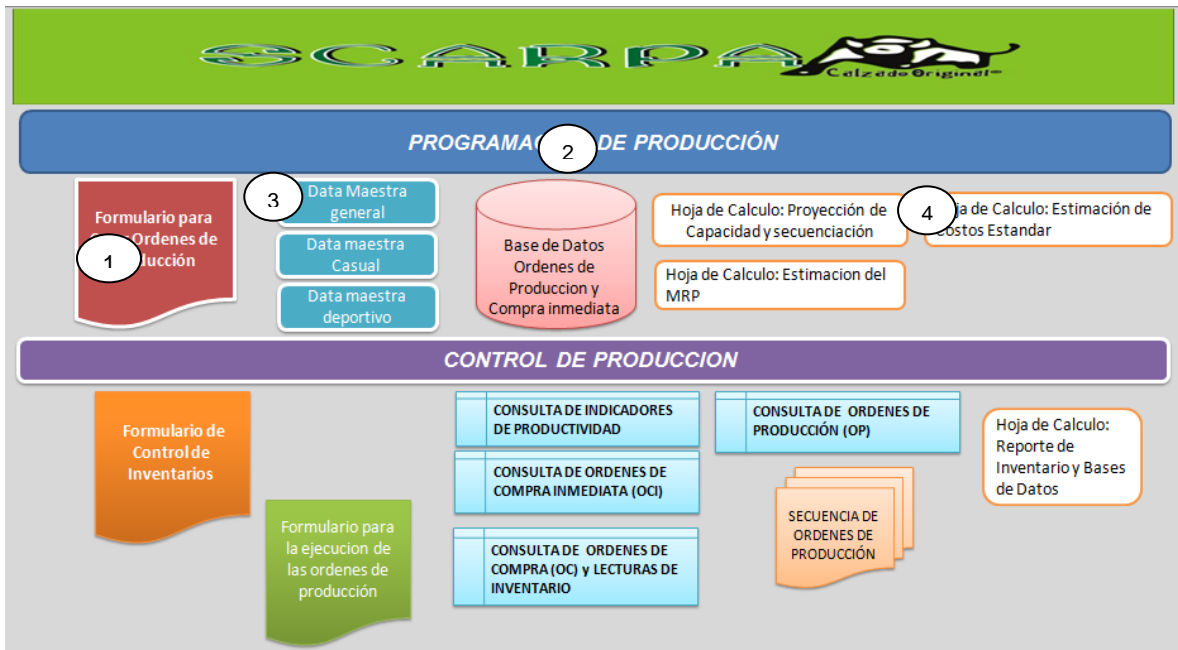 SCARPA
Calzado Original
PROGRAMAC
2
DE PRODUCCIÓN
Formulario para
Ordenes de
1
ducción
3
Data Maestra
general
Data maestra
Casual
Data maestra
deportivo
Base de Datos
Ordenes de
Produccion y
Compra inmediata
Hoja de Calculo: Proyección de
Capacidad y secuenciación
Hoja de Calculo: Estimacion del
MRP
4
ja de Calculo: Estimación de
Costos Estandar
CONTROL DE PRODUCCION
Formulario de
Control de
Inventarios
Formulario para
la ejecucion de
las ordenes de
producción
CONSULTA DE INDICADORES
DE PRODUCTIVIDAD
CONSULTA DE ORDENES DE
COMPRA INMEDIATA (OCI)
CONSULTA DE ORDENES DE
COMPRA (OC) y LECTURAS DE
INVENTARIO
CONSULTA DE ORDENES DE
PRODUCCIÓN (OP)
SECUENCIA DE
ORDENES DE
PRODUCCIÓN
Hoja de Calculo:
Reporte de
Inventario y Bases
de Datos